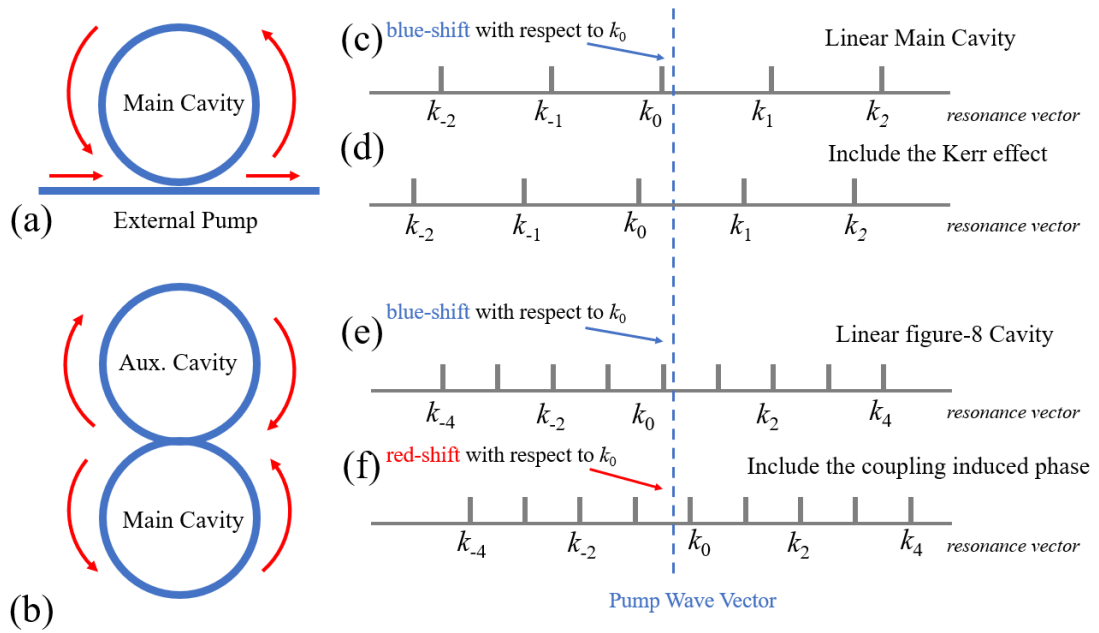 Main Cavity
External Pump
(a)
Aux. Cavity
Main Cavity
(b)
(c)
blue-shift with respect to k0
Linear Main Cavity
k-2 k-1 k0 k1 k2 resonance vector
(d)
Include the Kerr effect
k-2 k-1 k0 k1 k2 resonance vector
(e)
blue-shift with respect to k0
Linear figure-8 Cavity
k-4 k-2 k0 k2 k4 resonance vector
(f)
red-shift with respect to k0
Include the coupling induced phase
k-4 k-2 k0 k2 k4 resonance vector
Pump Wave Vector